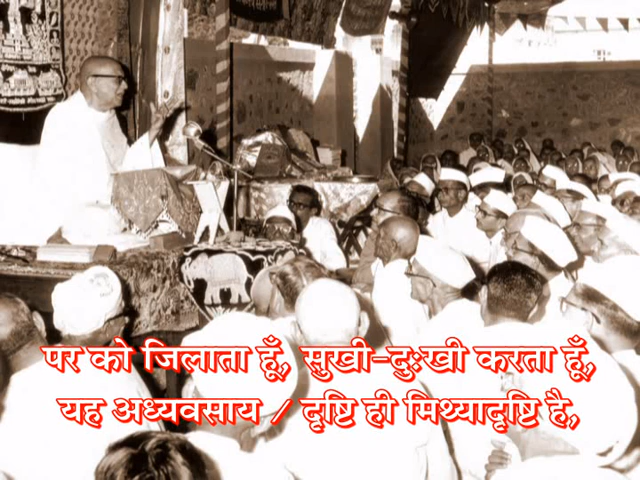 पर को जिलाता हूँ, सुखी-दुःखी करता हूँ,
यह अध्यवसाय / दृष्टि ही मिथ्यादृष्टि है,